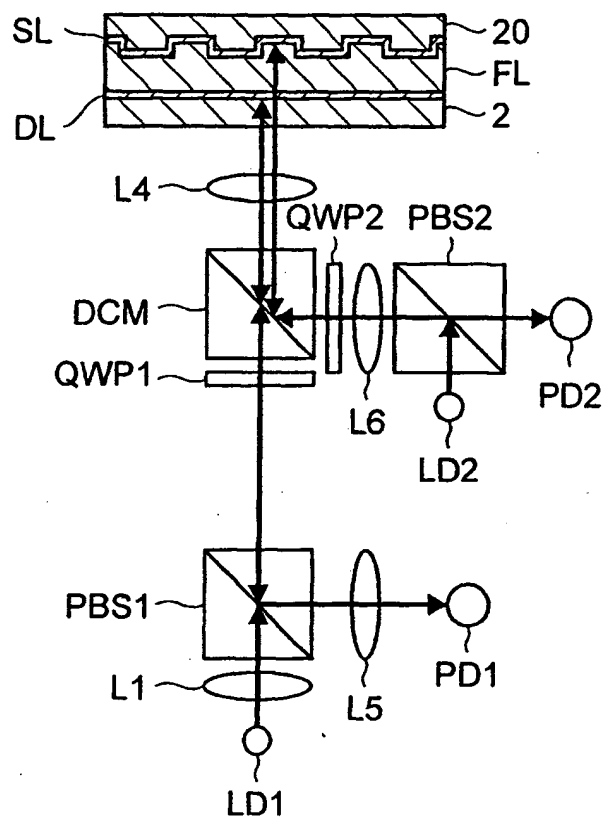 SL
20
FL
DL
2
L4
QWP2
PBS2
DCM
QWP1
L6
PD2
LD2
PBS1
L5
PD1
L1
LD1